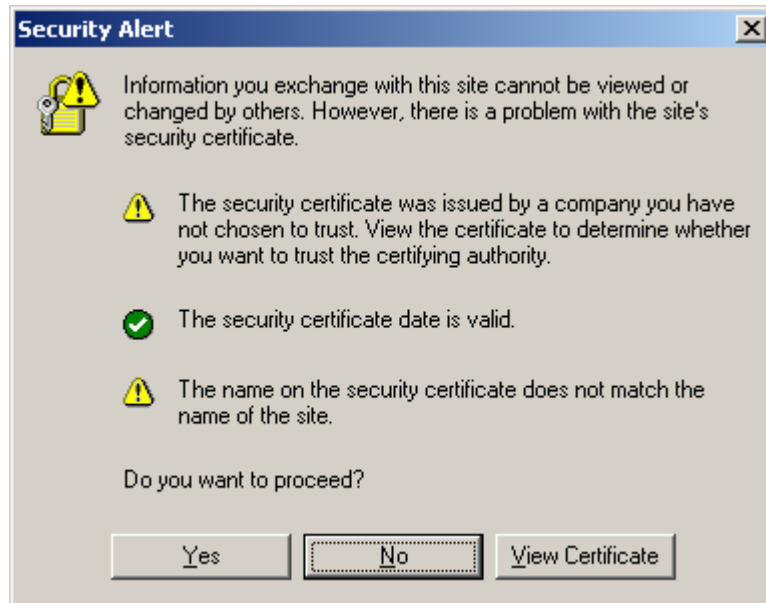 Security Alert
Information you exchange with this site cannot be viewed or
changed by others. However, there is a problem with the site's
security certificate.
The security certificate was issued by a company you have
not chosen to trust. View the certificate to determine whether
you want to trust the certifying authority.
The security certificate date is valid.
The name on the security certificate does not match the
name of the site.
Do you want to proceed?
Yes No View Certificate